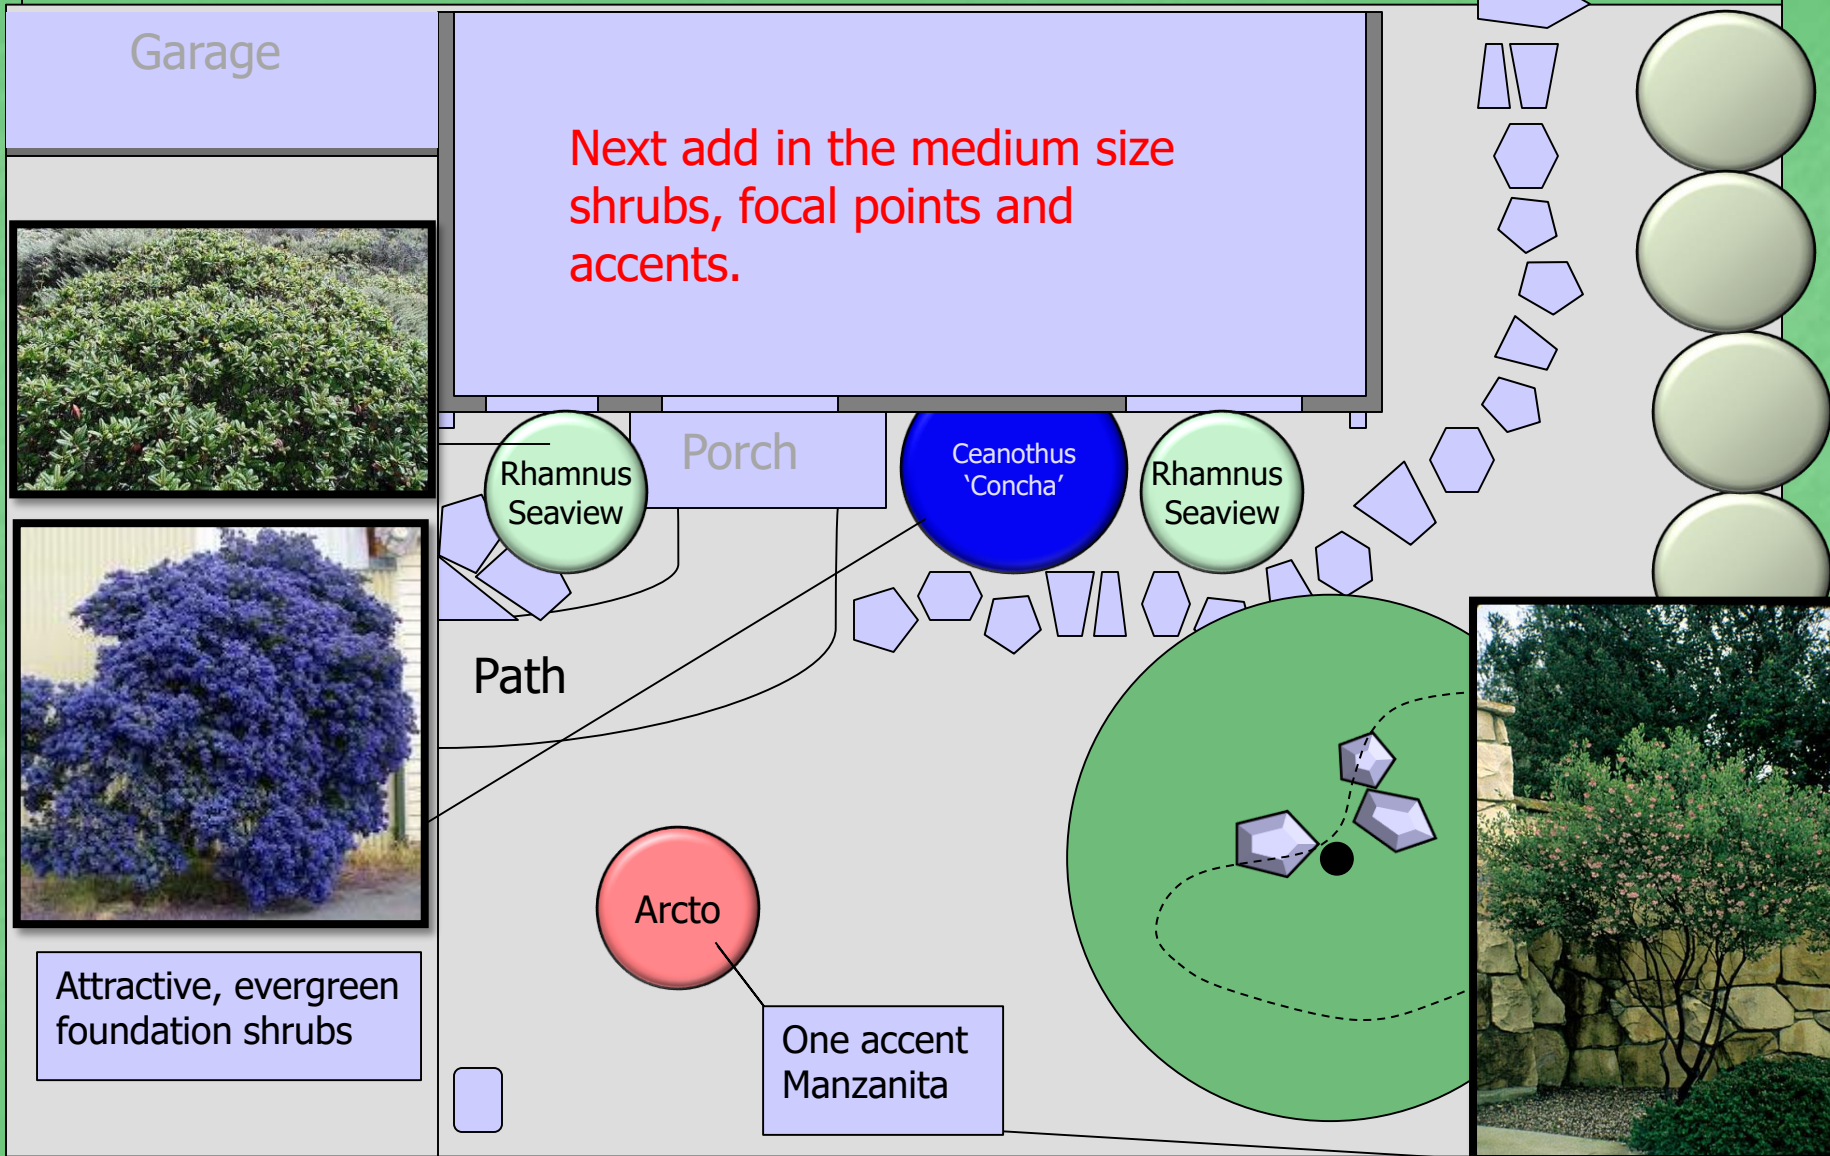 Garage
Next add in the medium size
shrubs, focal points and
accents.
Porch
Rhamnus
Seaview
Ceanothus
‘Concha’
Rhamnus
Seaview
Path
Arcto
Attractive, evergreen
foundation shrubs
One accent
Manzanita